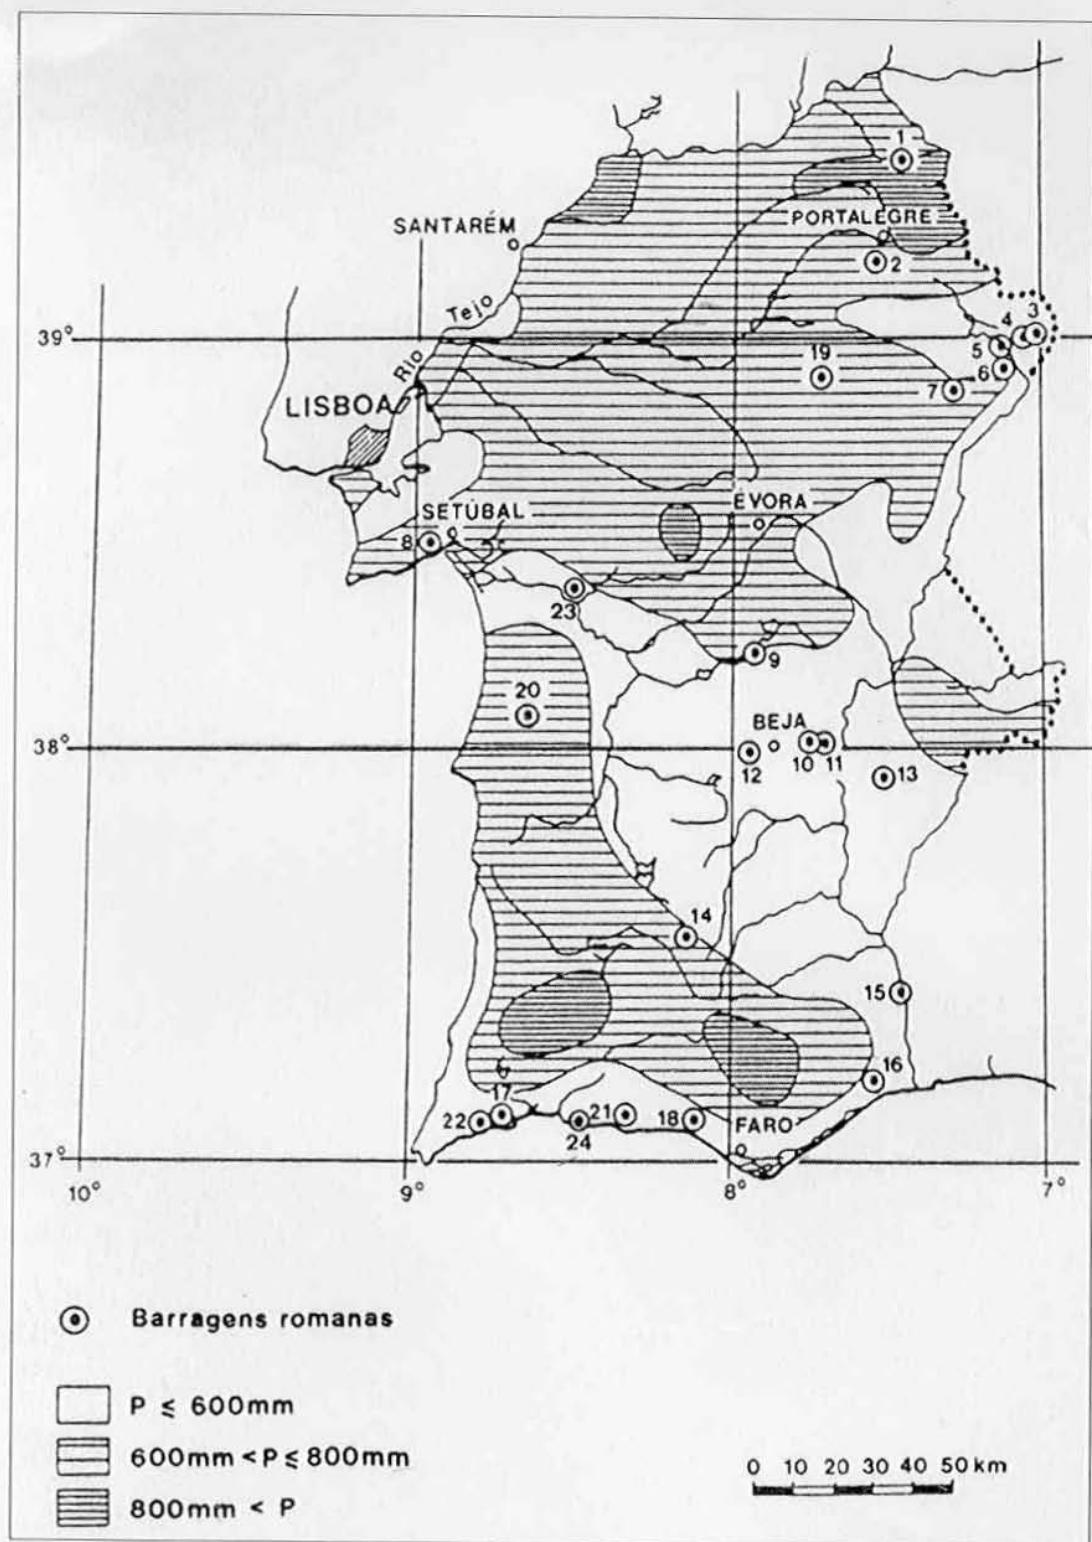 1
SANTARÉM
PORTALEGRE
2
Rio Tejo
39°
4 3
5
6
19
7
LISBOA
SETÚBAL
ÉVORA
8
23
9
20
BEJA
38°
10 11
12
13
14
15
16
17
22
21
18
24
FARO
37°
10° 9° 8° 7°
Barragens romanas
P ≤ 600mm
600mm < P ≤ 800mm
800mm < P
0 10 20 30 40 50 km